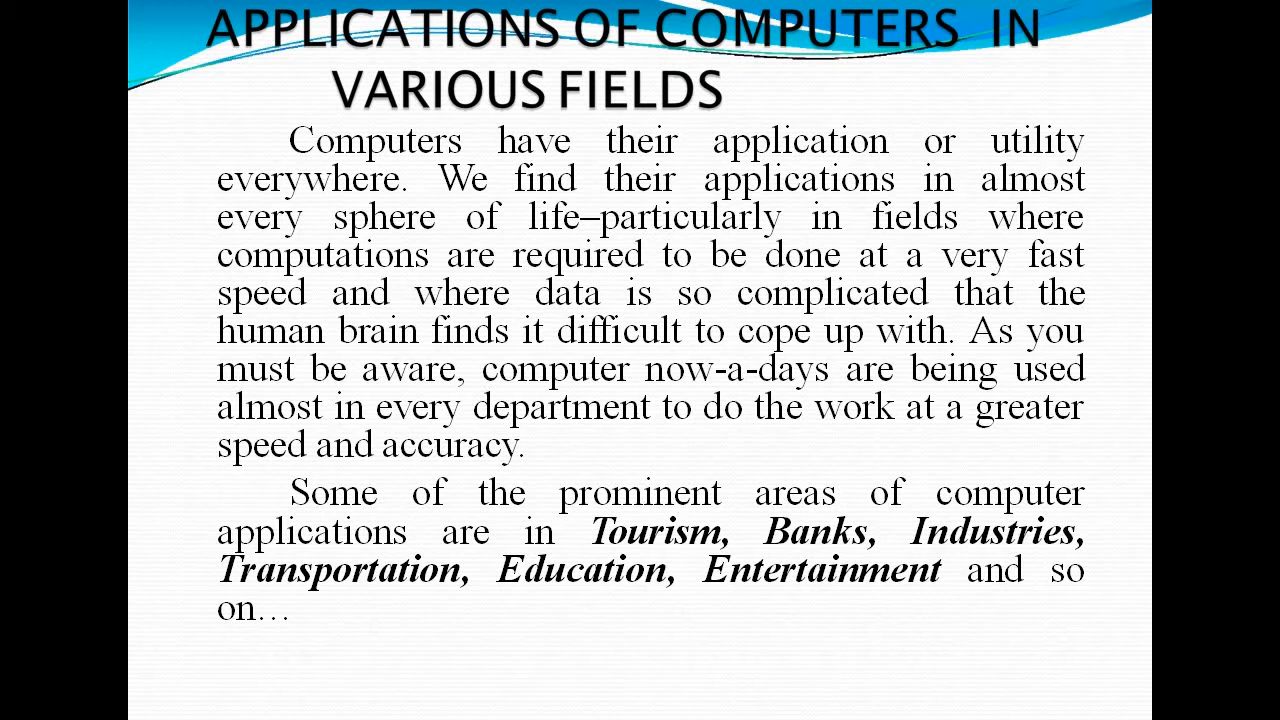 APPLICATIONS OF COMPUTERS IN
VARIOUS FIELDS
Computers have their application or utility
everywhere. We find their applications in almost
every sphere of life–particularly in fields where
computations are required to be done at a very fast
speed and where data is so complicated that the
human brain finds it difficult to cope up with. As you
must be aware, computer now-a-days are being used
almost in every department to do the work at a greater
speed and accuracy.
Some of the prominent areas of computer
applications are in Tourism, Banks, Industries,
Transportation, Education, Entertainment and so
on…